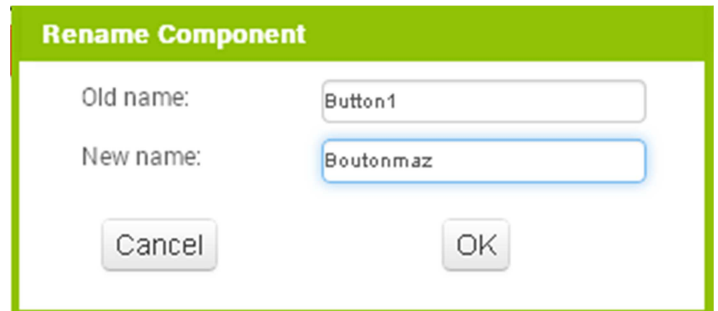 Rename Component
Old name: Button1
New name: Boutonmaz
Cancel OK